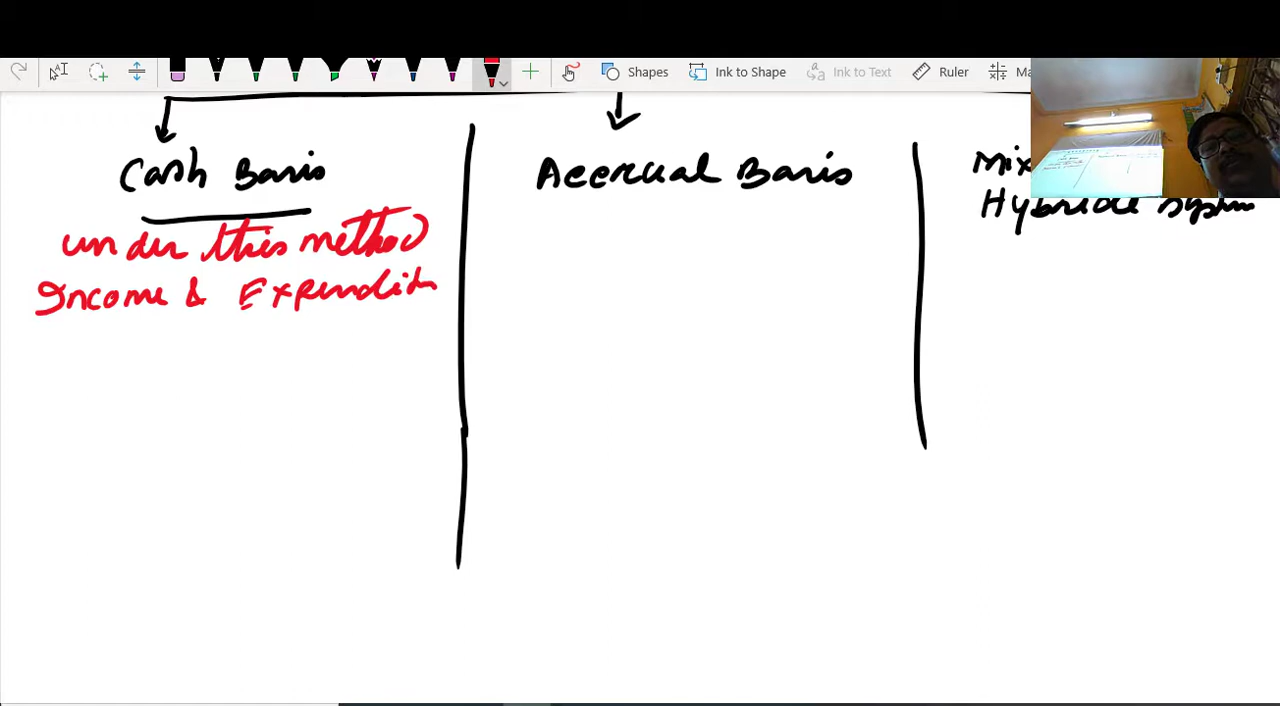 Shapes
Ink to Shape
Ink to Text
Ruler
Ma
Cash Basis
Accrual Basis
Mix
Hybride System
under this method
Income & Expendit